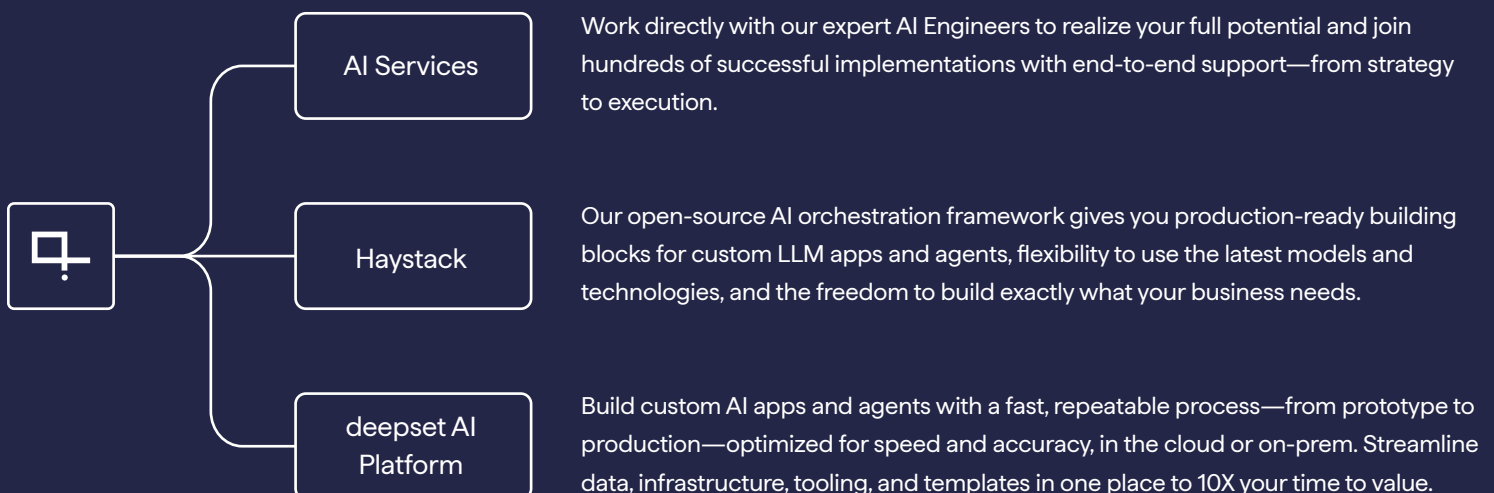 AI Services
Work directly with our expert AI Engineers to realize your full potential and join
hundreds of successful implementations with end-to-end support—from strategy
to execution.
Haystack
Our open-source AI orchestration framework gives you production-ready building
blocks for custom LLM apps and agents, flexibility to use the latest models and
technologies, and the freedom to build exactly what your business needs.
deepset AI
Platform
Build custom AI apps and agents with a fast, repeatable process—from prototype to
production—optimized for speed and accuracy, in the cloud or on-prem. Streamline
data, infrastructure, tooling, and templates in one place to 10X your time to value.